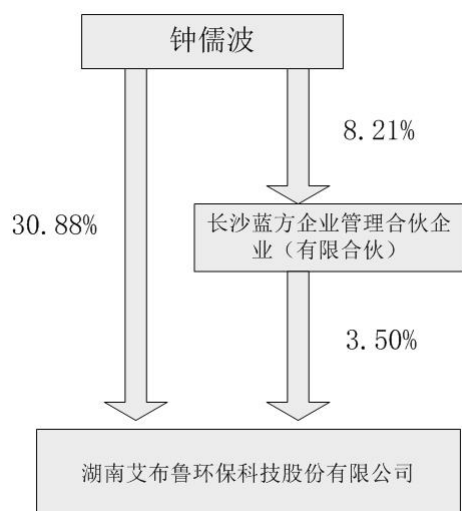 钟儒波
8.21%
30.88%
长沙蓝方企业管理合伙企
业（有限合伙）
3.50%
湖南艾布鲁环保科技股份有限公司